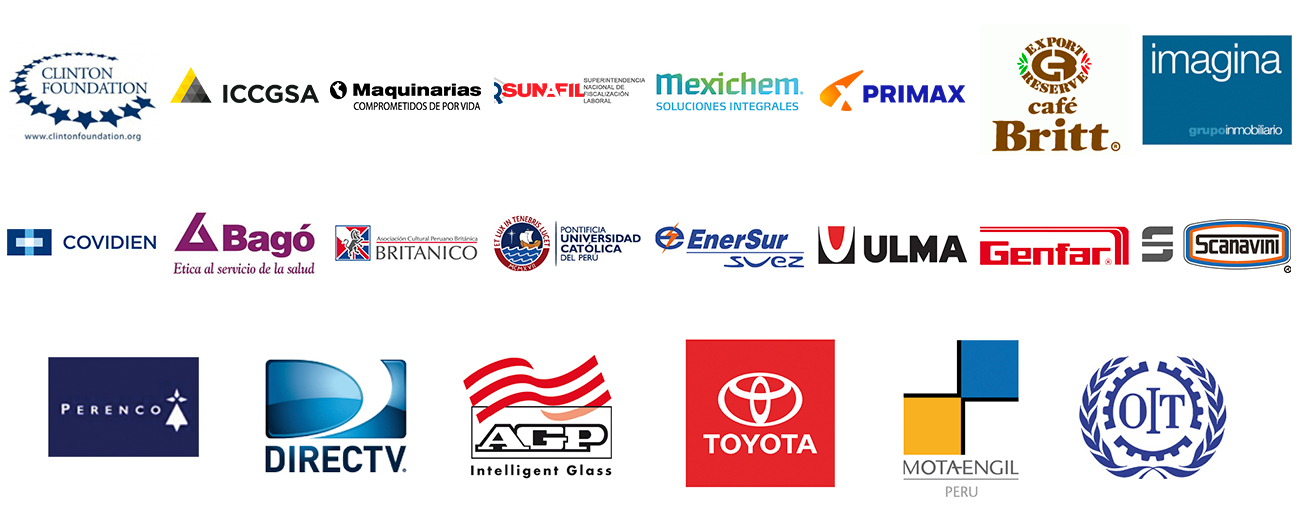 CLINTON
FOUNDATION
www.clintonfoundation.org
ICCGSA
Maquinarias
COMPROMETIDOS DE POR VIDA
SUNAFIL
SUPERINTENDENCIA
NACIONAL DE
FISCALIZACIÓN
LABORAL
Mexichem.
SOLUCIONES INTEGRALES
PRIMAX
EXPORT
RESERVE
café
Britt®
imagina
grupoinmobiliario
COVIDIEN
Bagó
Etica al servicio de la salud
Asociación Cultural Peruano Británica
BRITANICO
ET LUX IN TENEBRIS LUCET
MCMXVII
PONTIFICIA
UNIVERSIDAD
CATÓLICA
DEL PERÚ
EnerSur
suez
ULMA
Genfar®
Scanavini
PERENCO
DIRECTV
AGP
Intelligent Glass
TOYOTA
MOTA-ENGIL
PERU
OIT